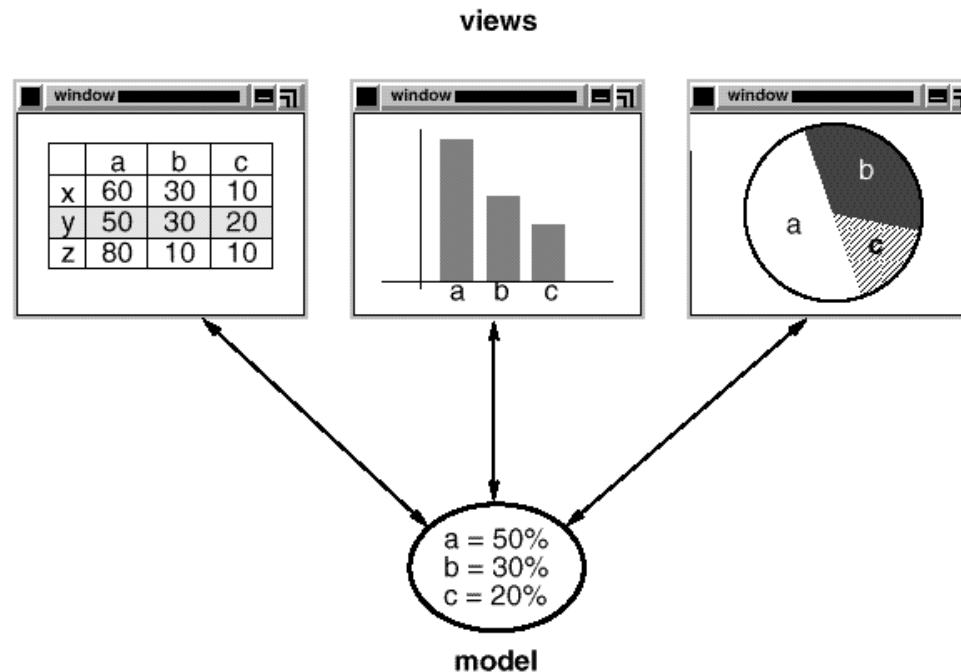 views
window
window
window
a b c
x 60 30 10
y 50 30 20
z 80 10 10
a b c
a
b
c
a = 50%
b = 30%
c = 20%
model